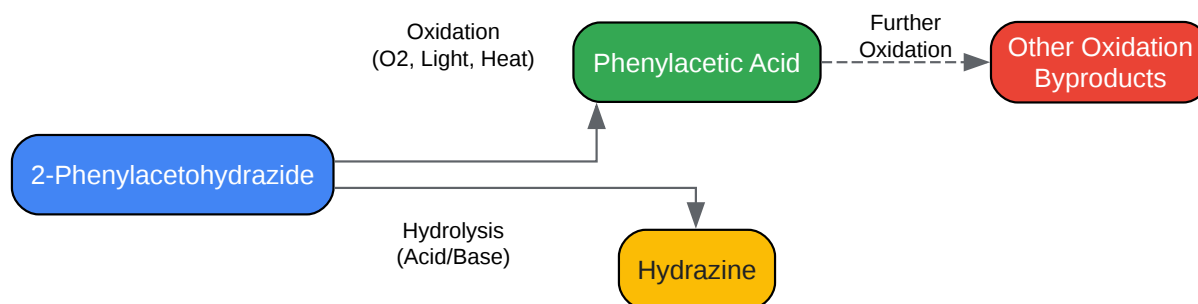 Oxidation
(O2, Light, Heat)
Phenylacetic Acid
Further
Oxidation
Other Oxidation
Byproducts
2-Phenylacetohydrazide
Hydrolysis
(Acid/Base)
Hydrazine